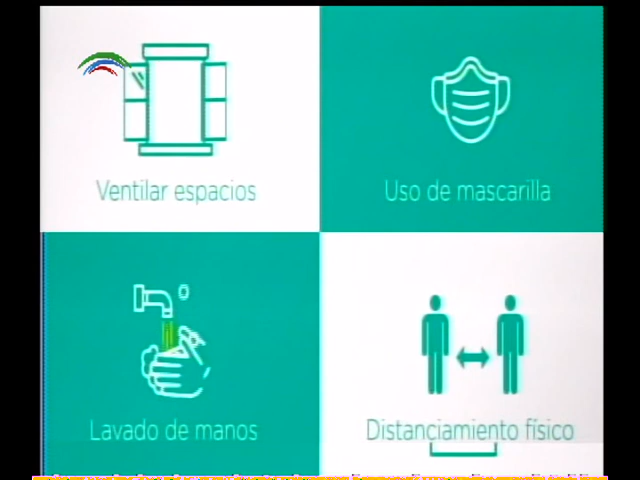 Ventilar espacios
Uso de mascarilla
Lavado de manos
Distanciamiento físico